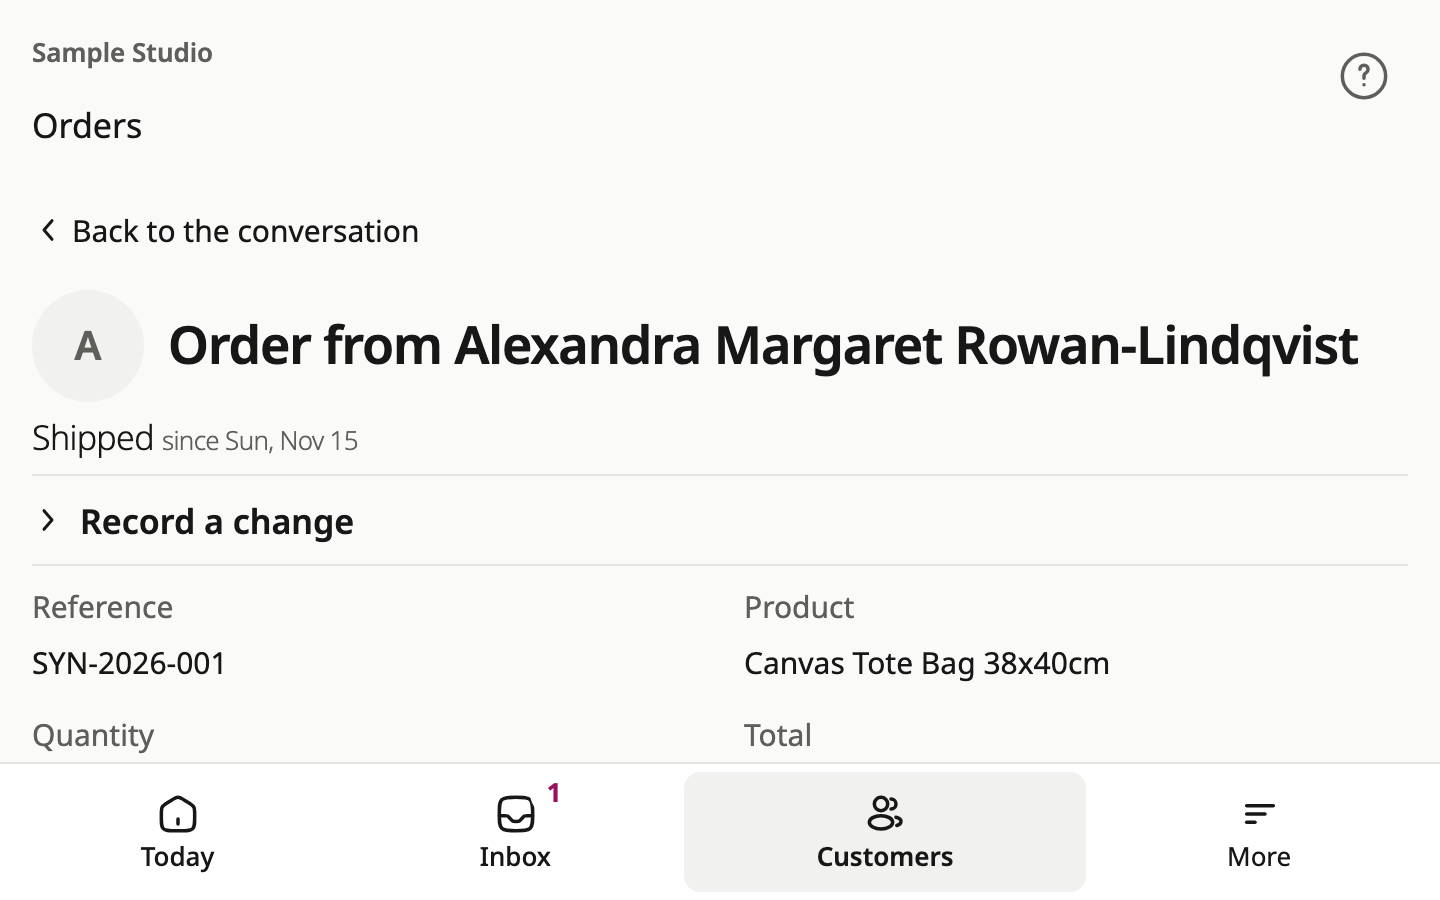 Sample Studio
Orders
Back to the conversation
A
Order from Alexandra Margaret Rowan-Lindqvist
Shipped since Sun, Nov 15
Record a change
Reference
Product
SYN-2026-001
Canvas Tote Bag 38x40cm
Quantity
Total
Today
Inbox 1
Customers
More